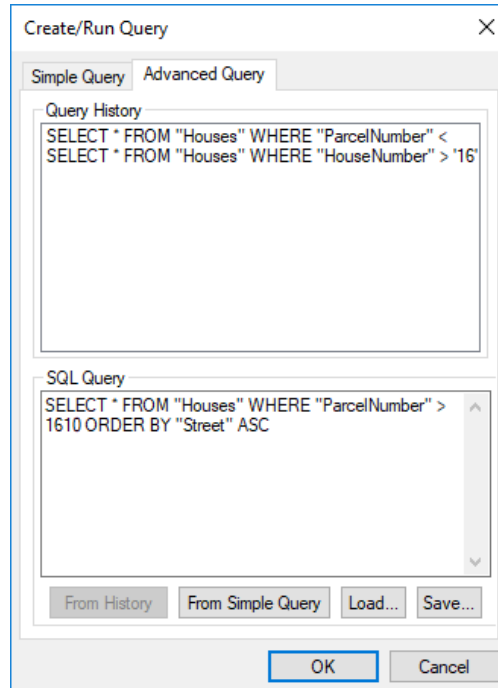 Create/Run Query
Simple Query
Advanced Query
Query History
SELECT * FROM "Houses" WHERE "ParcelNumber" <
SELECT * FROM "Houses" WHERE "HouseNumber" > '16'
SQL Query
SELECT * FROM "Houses" WHERE "ParcelNumber" >
1610 ORDER BY "Street" ASC
From History
From Simple Query
Load...
Save...
OK
Cancel